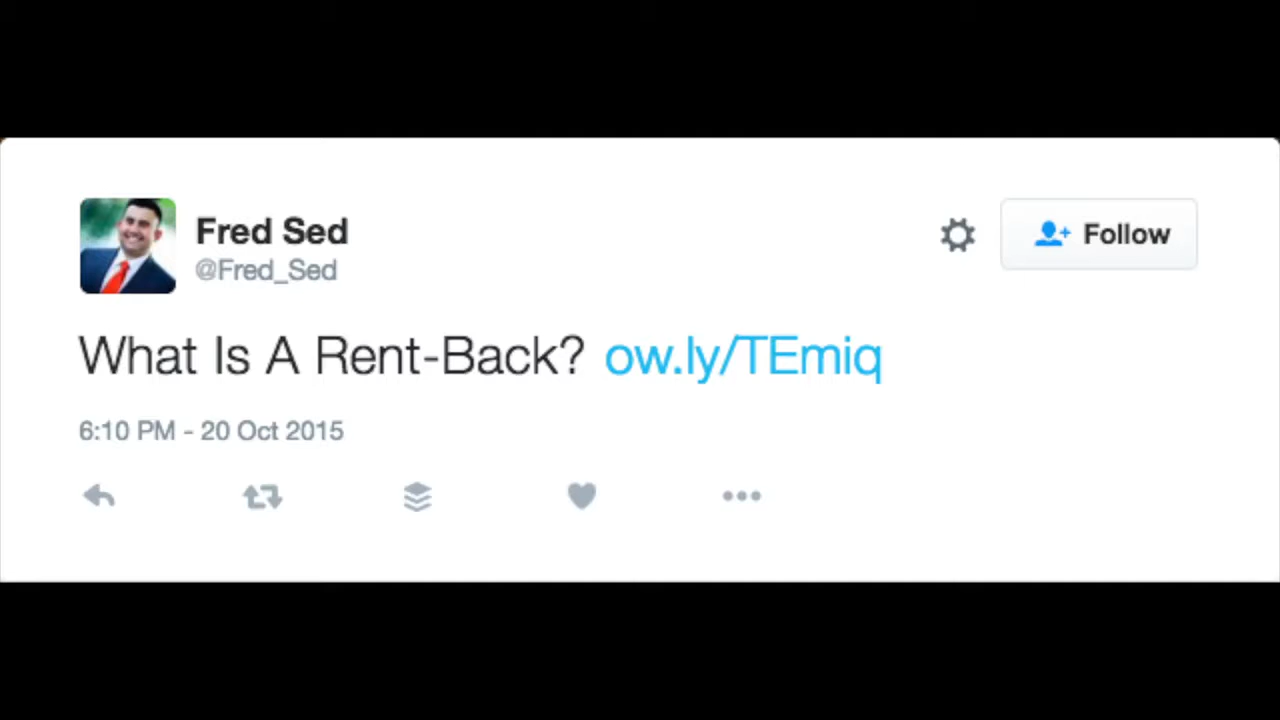 Fred Sed
@Fred_Sed
Follow
What Is A Rent-Back? ow.ly/TEmiq
6:10 PM - 20 Oct 2015